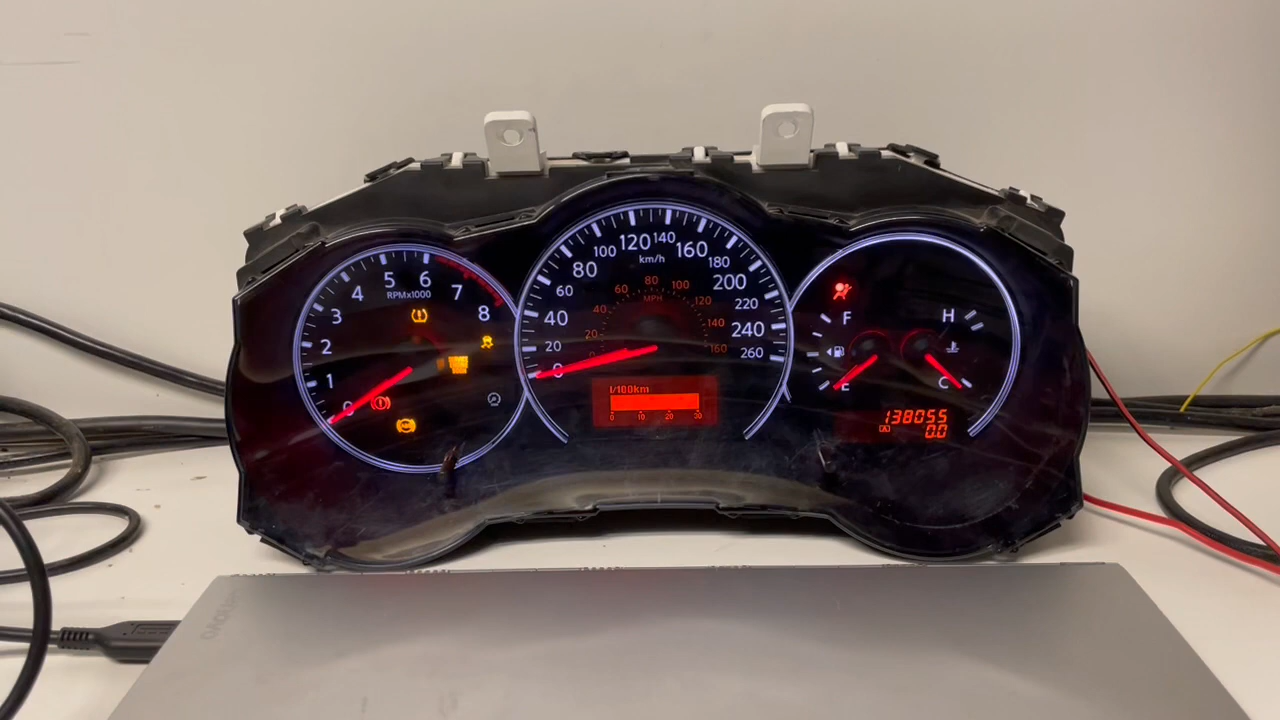 0 1 2 3 4 5 6 7 8
RPMx1000
0 20 40 60 80 100 120 140 160 180 200 220 240 260
km/h
0 20 40 60 80 100 120 140 160
MPH
l/100km
0 10 20 30
F
E
H
C
138055
A 0.0
lenovo